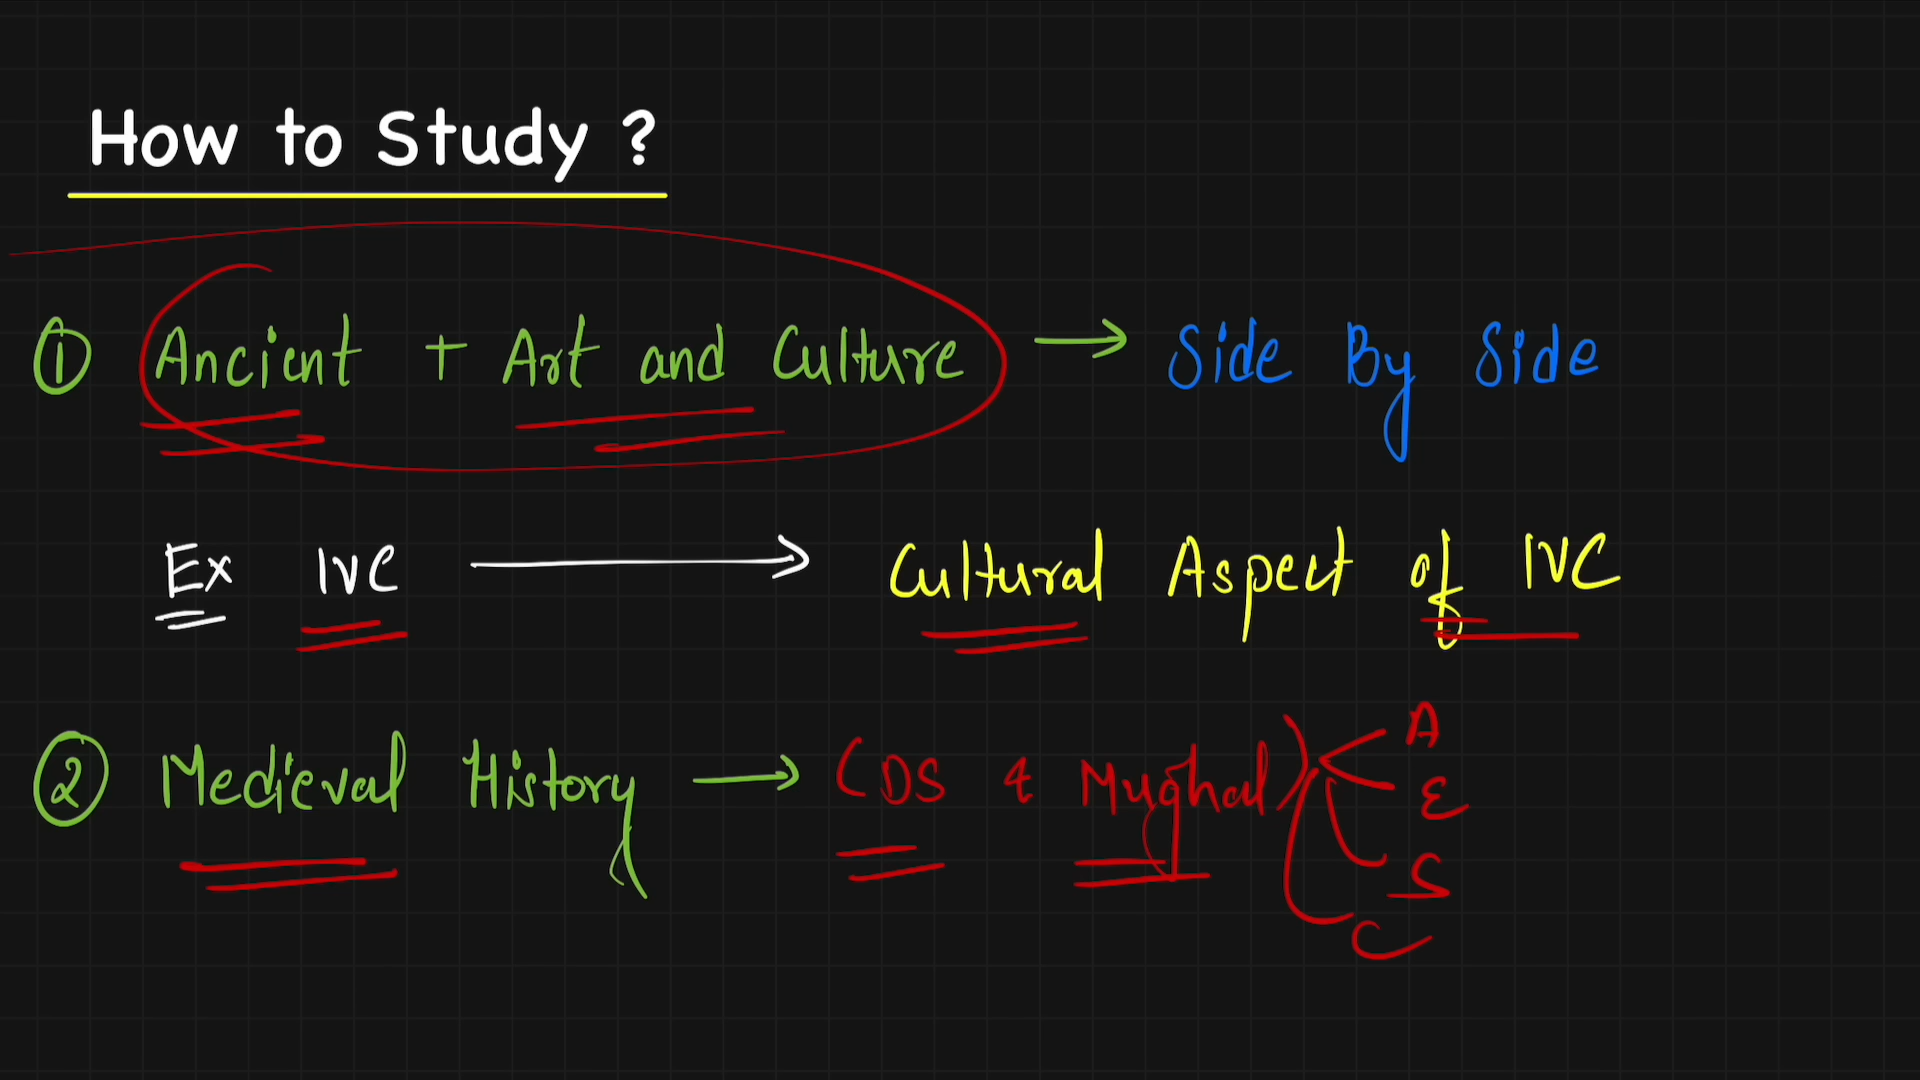 How to Study ?
① Ancient + Art and Culture → Side By Side
Ex IVC → Cultural Aspect of IVC
② Medieval History → (DS & Mughal)
A
E
S
C